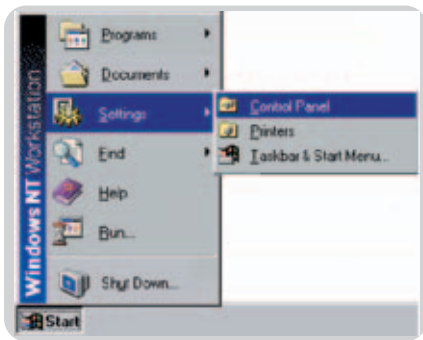 Windows NT Workstation
Programs
Documents
Settings
Find
Help
Run...
Shut Down...
Control Panel
Printers
Taskbar & Start Menu...
Start